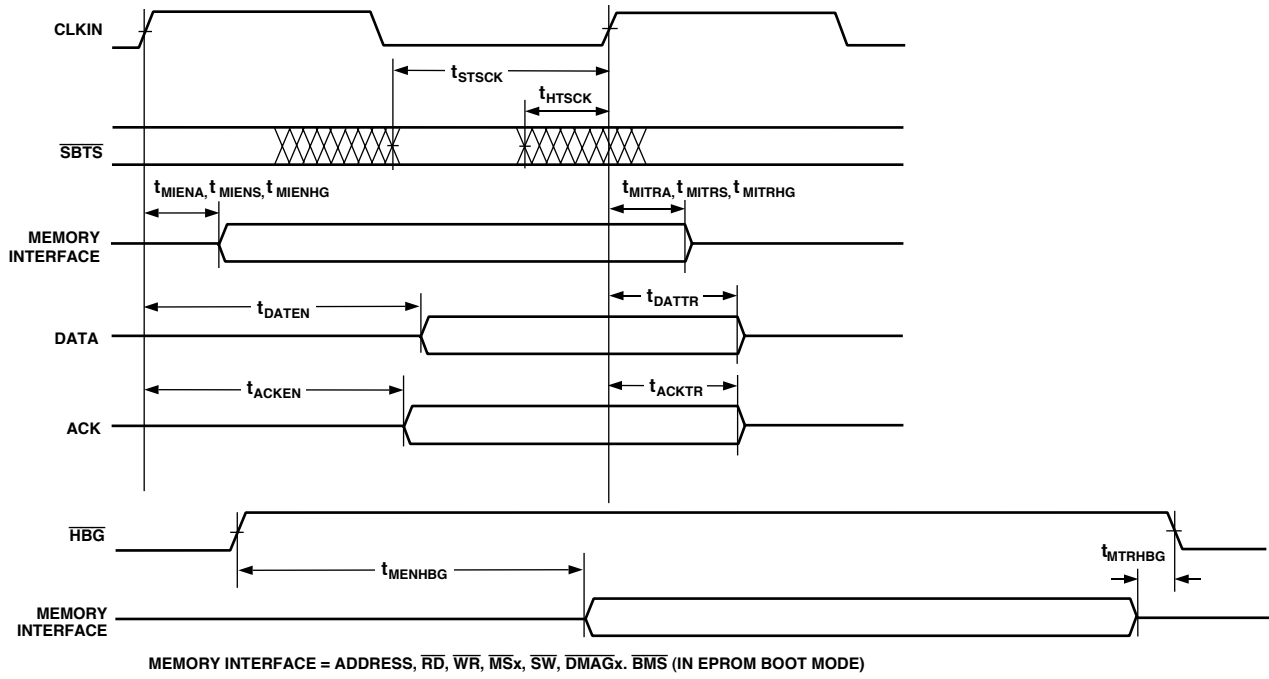 CLKIN
tSTSCK
tHTSCK
SBTS
tMIENA, tMIENS, tMIENHG
tMITRA, tMITRS, tMITRHG
MEMORY
INTERFACE
tDATEN
tDATTR
DATA
tACKEN
tACKTR
ACK
HBG
tMENHBG
tMTRHBG
MEMORY
INTERFACE
MEMORY INTERFACE = ADDRESS, RD, WR, MSx, SW, DMAGx. BMS (IN EPROM BOOT MODE)